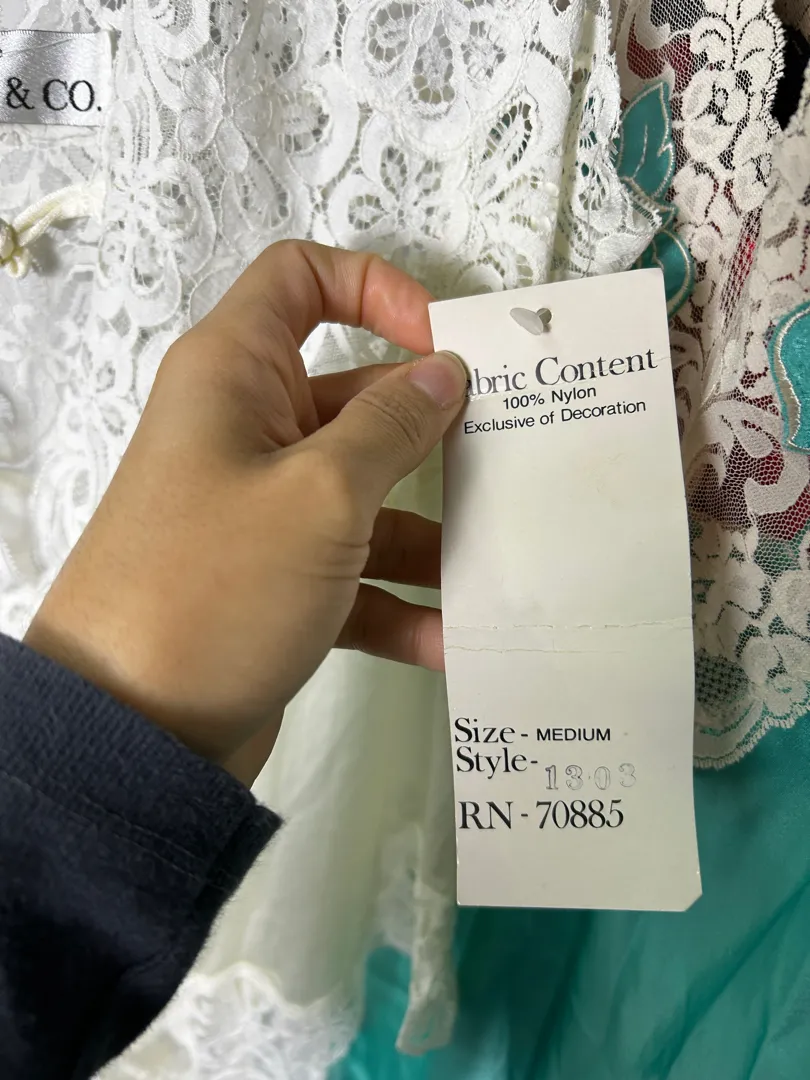 & CO.
abric Content
100% Nylon
Exclusive of Decoration
Size - MEDIUM
Style- 1303
RN - 70885